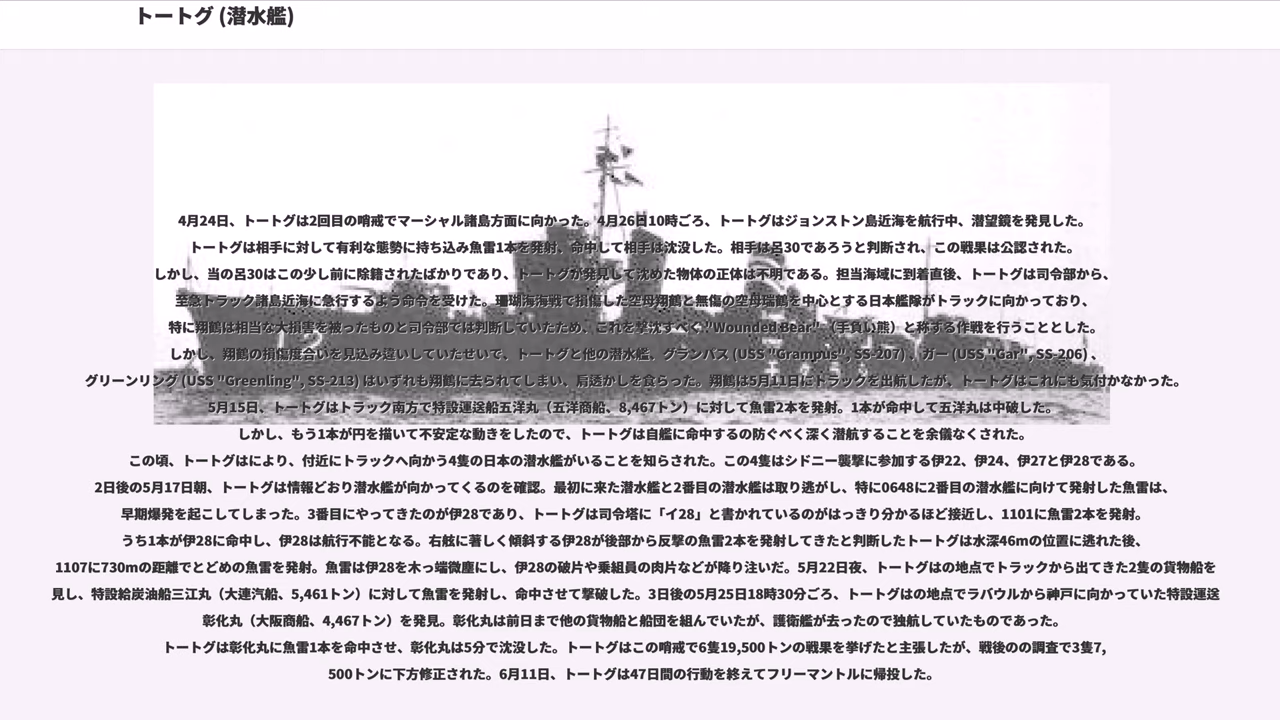 トートグ (潜水艦)
4月24日、トートグは2回目の哨戒でマーシャル諸島方面に向かった。4月26日10時ごろ、トートグはジョンストン島近海を航行中、潜望鏡を発見した。
トートグは相手に対して有利な態勢に持ち込み魚雷1本を発射、命中して相手は沈没した。相手は呂30であろうと判断され、この戦果は公認された。
しかし、当の呂30はこの少し前に除籍されたばかりであり、トートグが発見して沈めた物体の正体は不明である。担当海域に到着直後、トートグは司令部から、
至急トラック諸島近海に急行するよう命令を受けた。珊瑚海海戦で損傷した空母翔鶴と無傷の空母瑞鶴を中心とする日本艦隊がトラックに向かっており、
特に翔鶴は相当な大損害を被ったものと司令部では判断していたため、これを撃沈すべく"Wounded Bear"（手負い熊）と称する作戦を行うこととした。
しかし、翔鶴の損傷度合いを見込み違いしていたせいで、トートグと他の潜水艦、グランパス (USS "Grampus", SS-207) 、ガー (USS "Gar", SS-206) 、
グリーンリング (USS "Greenling", SS-213) はいずれも翔鶴に去られてしまい、肩透かしを食らった。翔鶴は5月11日にトラックを出航したが、トートグはこれにも気付かなかった。
5月15日、トートグはトラック南方で特設運送船五洋丸（五洋商船、8,467トン）に対して魚雷2本を発射。1本が命中して五洋丸は中破した。
しかし、もう1本が円を描いて不安定な動きをしたので、トートグは自艦に命中するの防ぐべく深く潜航することを余儀なくされた。
この頃、トートグはにより、付近にトラックへ向かう4隻の日本の潜水艦がいることを知らされた。この4隻はシドニー襲撃に参加する伊22、伊24、伊27と伊28である。
2日後の5月17日朝、トートグは情報どおり潜水艦が向かってくるのを確認。最初に来た潜水艦と2番目の潜水艦は取り逃がし、特に0648に2番目の潜水艦に向けて発射した魚雷は、
早期爆発を起こしてしまった。3番目にやってきたのが伊28であり、トートグは司令塔に「イ28」と書かれているのがはっきり分かるほど接近し、1101に魚雷2本を発射。
うち1本が伊28に命中し、伊28は航行不能となる。右舷に著しく傾斜する伊28が後部から反撃の魚雷2本を発射してきたと判断したトートグは水深46mの位置に逃れた後、
1107に730mの距離でとどめの魚雷を発射。魚雷は伊28を木っ端微塵にし、伊28の破片や乗組員の肉片などが降り注いだ。5月22日夜、トートグはの地点でトラックから出てきた2隻の貨物船を
見し、特設給炭油船三江丸（大連汽船、5,461トン）に対して魚雷を発射し、命中させて撃破した。3日後の5月25日18時30分ごろ、トートグはの地点でラバウルから神戸に向かっていた特設運送
彰化丸（大阪商船、4,467トン）を発見。彰化丸は前日まで他の貨物船と船団を組んでいたが、護衛艦が去ったので独航していたものであった。
トートグは彰化丸に魚雷1本を命中させ、彰化丸は5分で沈没した。トートグはこの哨戒で6隻19,500トンの戦果を挙げたと主張したが、戦後のの調査で3隻7,
500トンに下方修正された。6月11日、トートグは47日間の行動を終えてフリーマントルに帰投した。